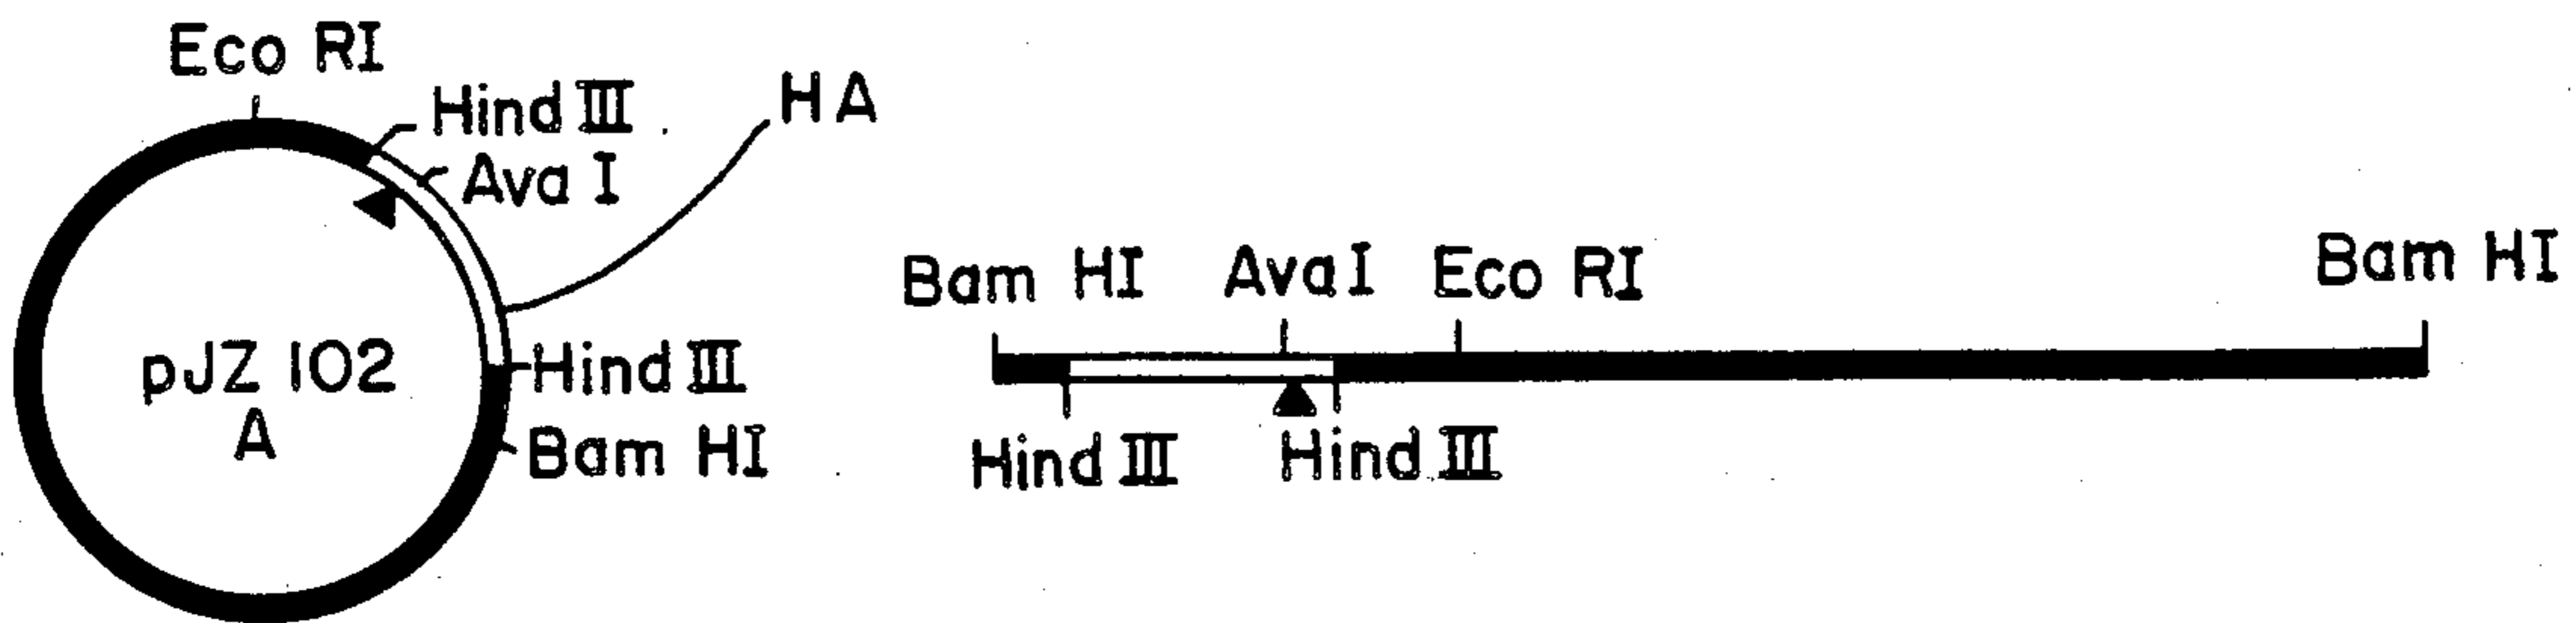 Eco RI
Hind III
HA
Ava I
pJZ 102
A
Hind III
Bam HI
Bam HI
Ava I
Eco RI
Bam HI
Hind III
Hind III